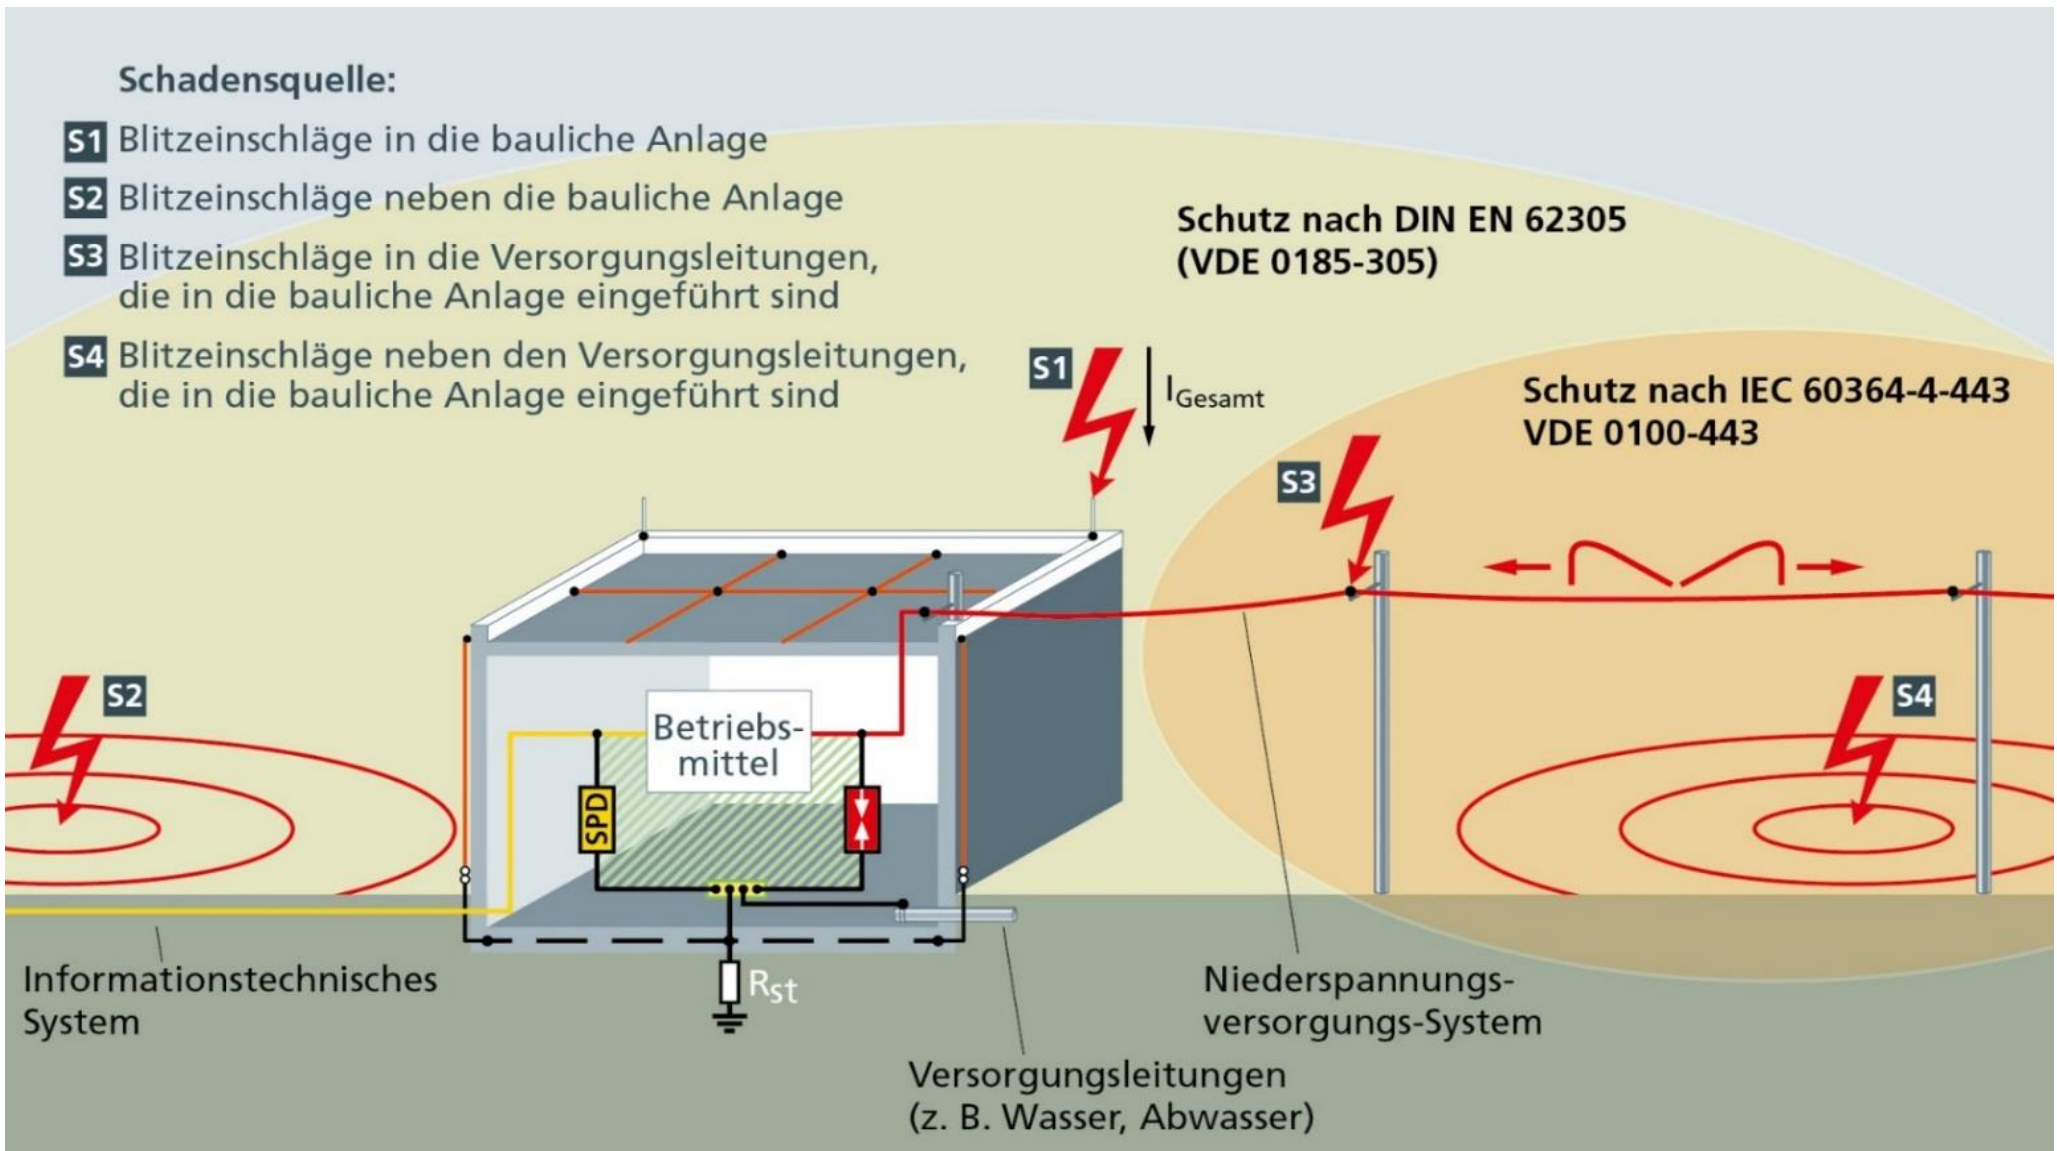 Schadensquelle:
S1 Blitzeinschläge in die bauliche Anlage
S2 Blitzeinschläge neben die bauliche Anlage
S3 Blitzeinschläge in die Versorgungsleitungen,
die in die bauliche Anlage eingeführt sind
S4 Blitzeinschläge neben den Versorgungsleitungen,
die in die bauliche Anlage eingeführt sind
Schutz nach DIN EN 62305
(VDE 0185-305)
S1
IGesamt
Schutz nach IEC 60364-4-443
VDE 0100-443
S3
S2
S4
Betriebs-
mittel
SPD
Rst
Informationstechnisches
System
Niederspannungs-
versorgungs-System
Versorgungsleitungen
(z. B. Wasser, Abwasser)